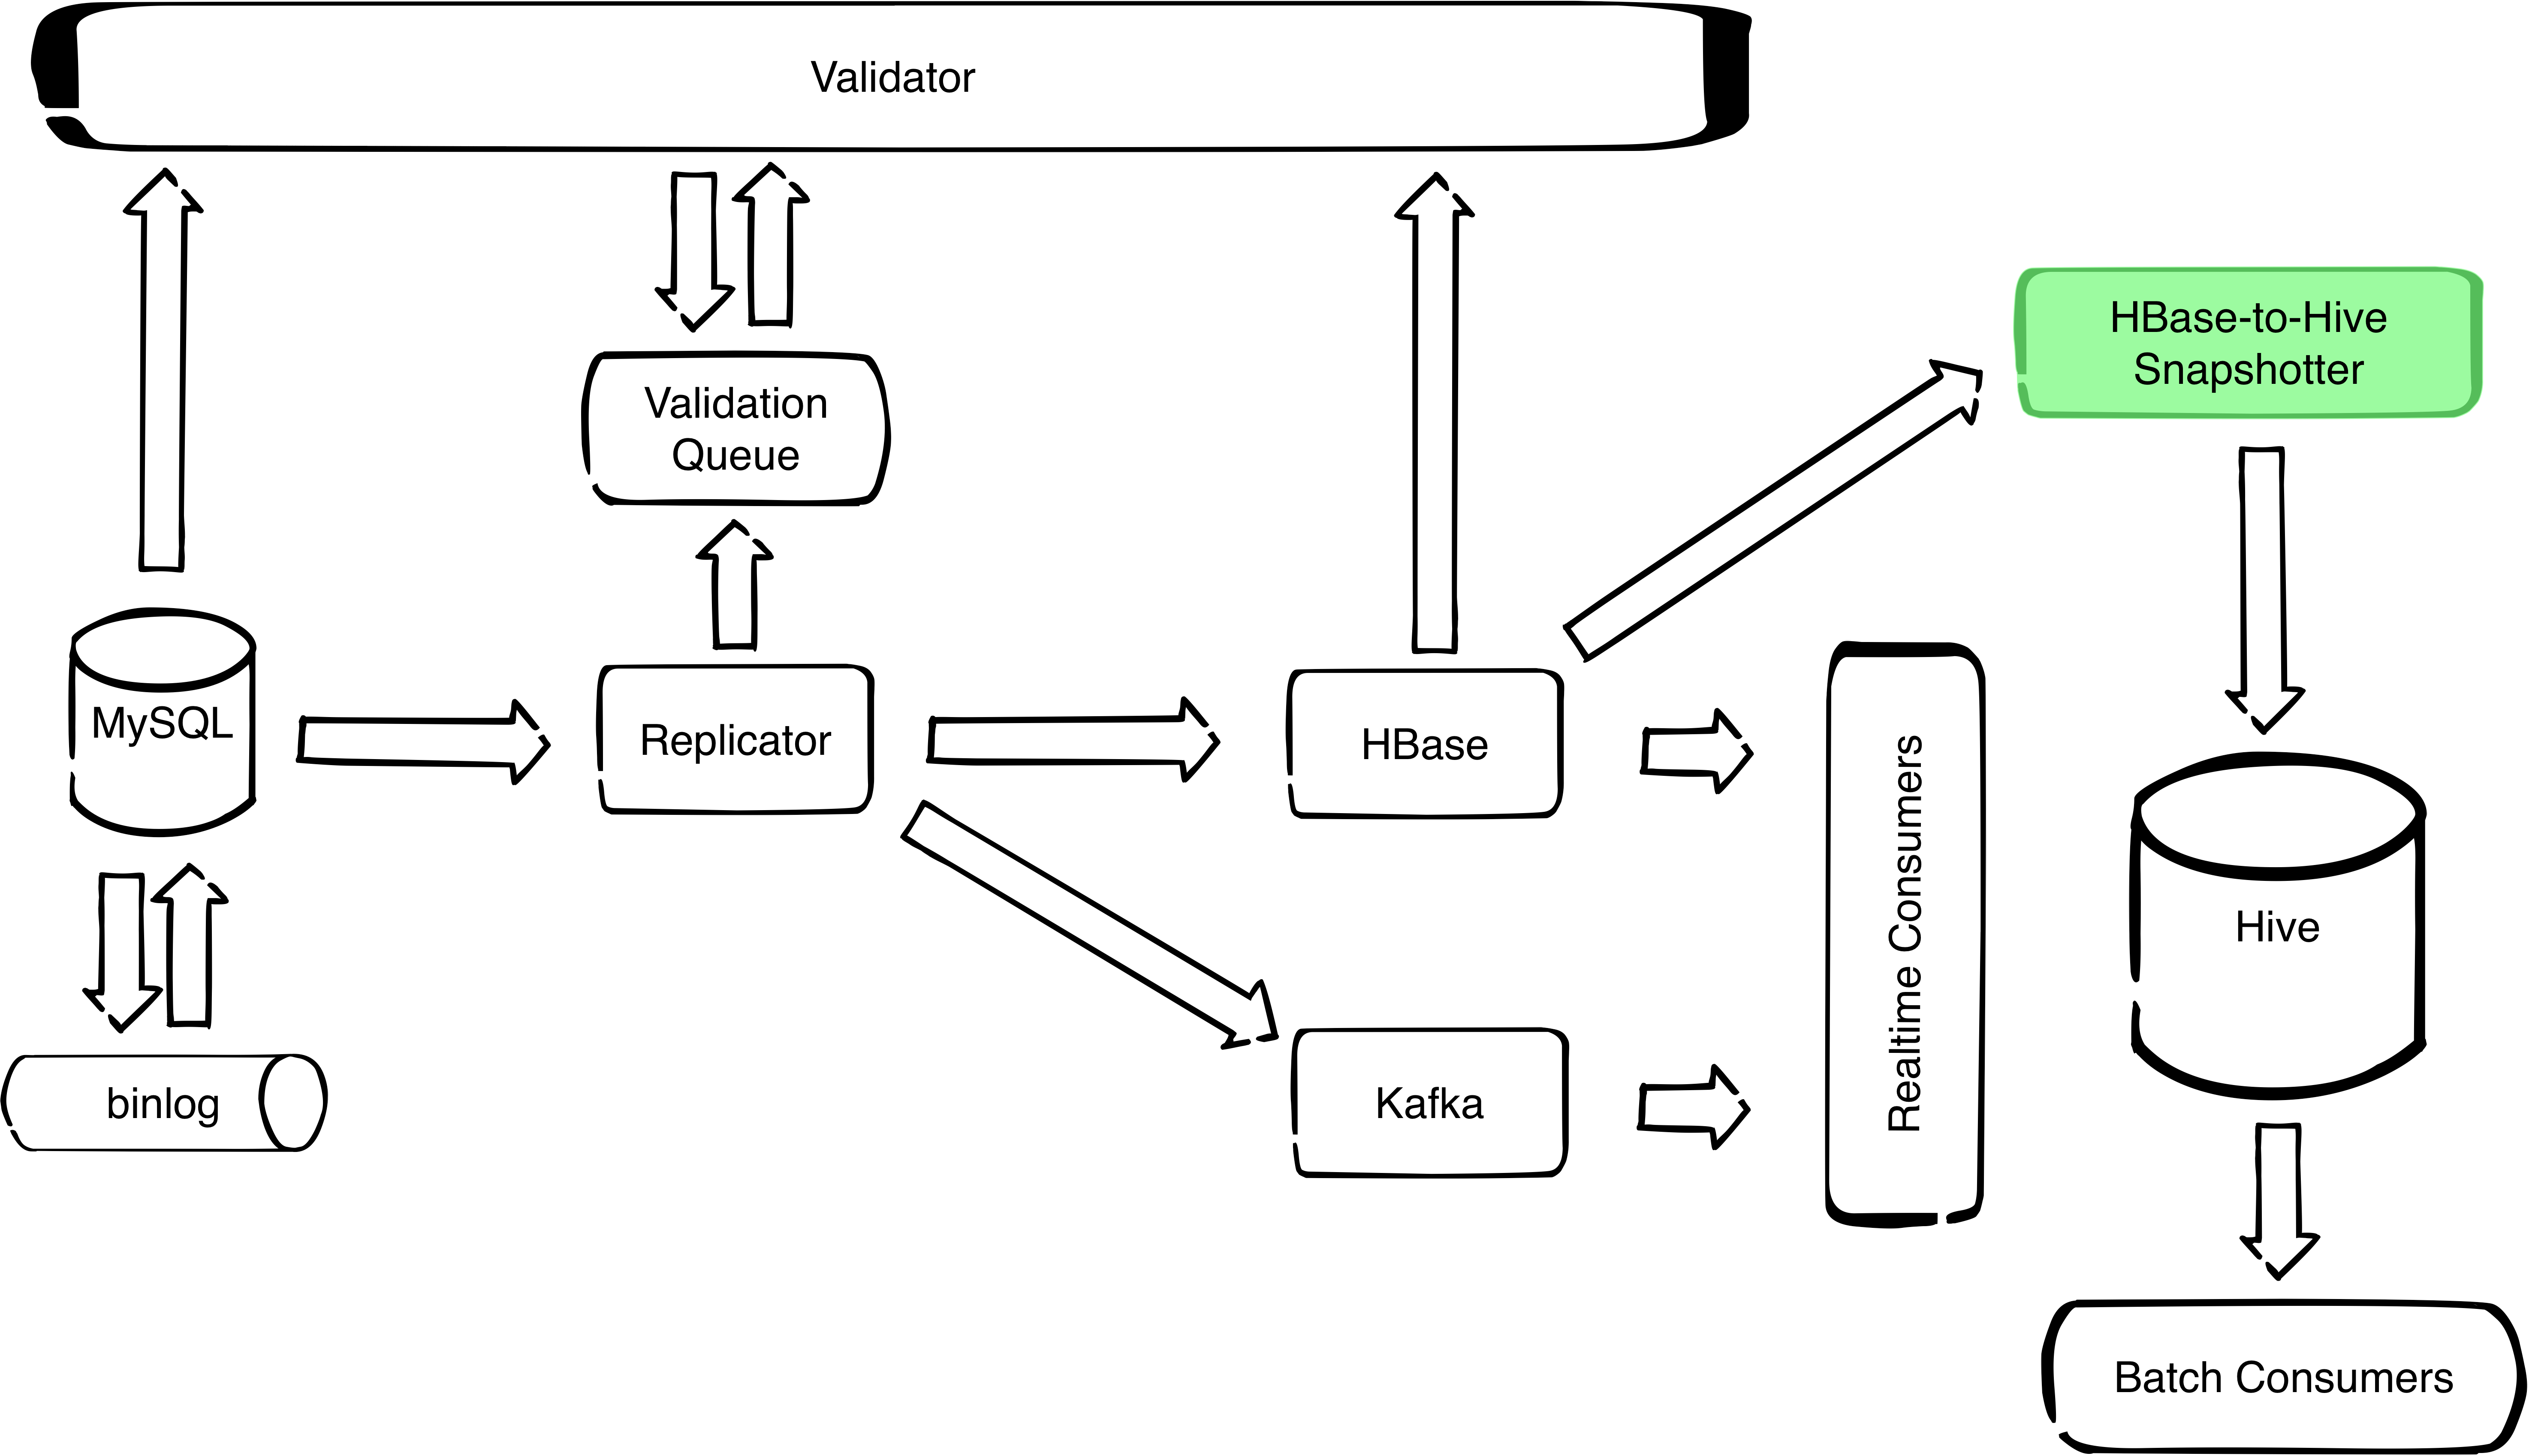 Validator
HBase-to-Hive
Snapshotter
Validation
Queue
MySQL
Replicator
HBase
Realtime Consumers
Hive
binlog
Kafka
Batch Consumers